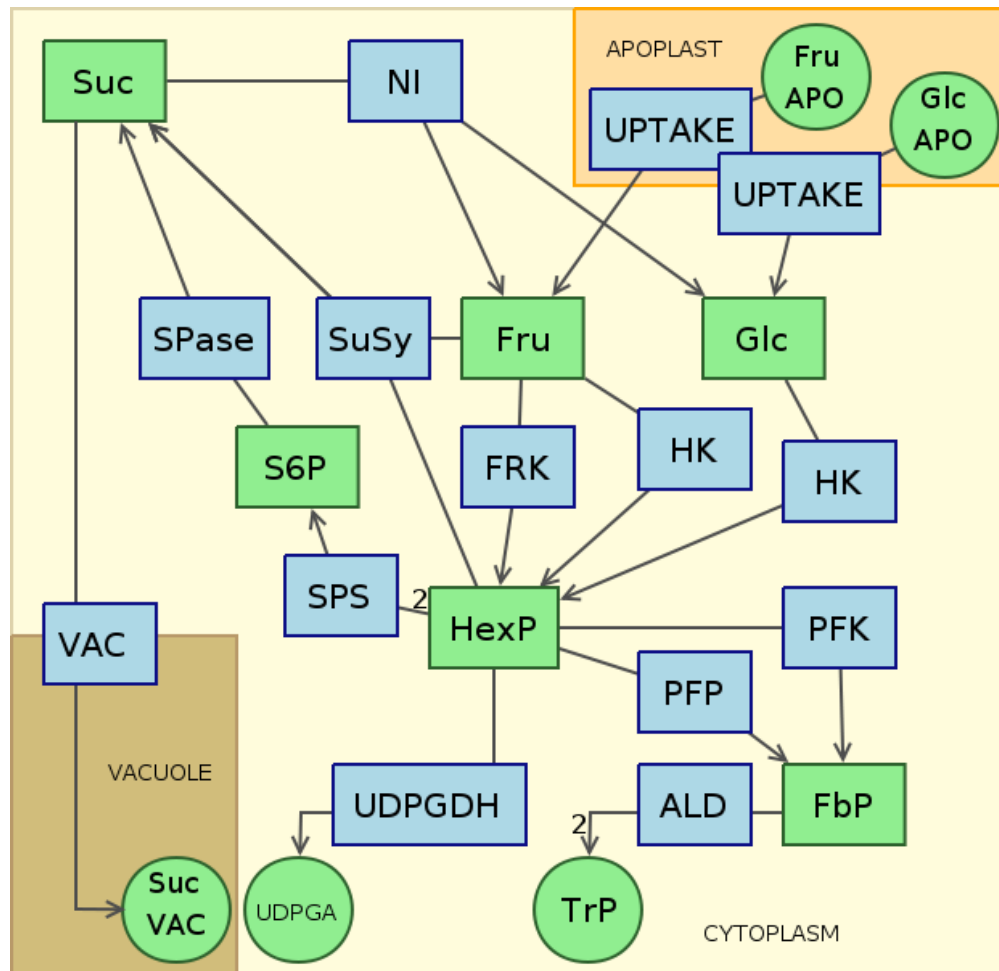 Suc
NI
APOPLAST
Fru
APO
UPTAKE
Glc
APO
UPTAKE
SPase
SuSy
Fru
Glc
S6P
FRK
HK
HK
SPS
2
HexP
PFK
VAC
PFP
VACUOLE
UDPGDH
2
ALD
FbP
Suc
VAC
UDPGA
TrP
CYTOPLASM